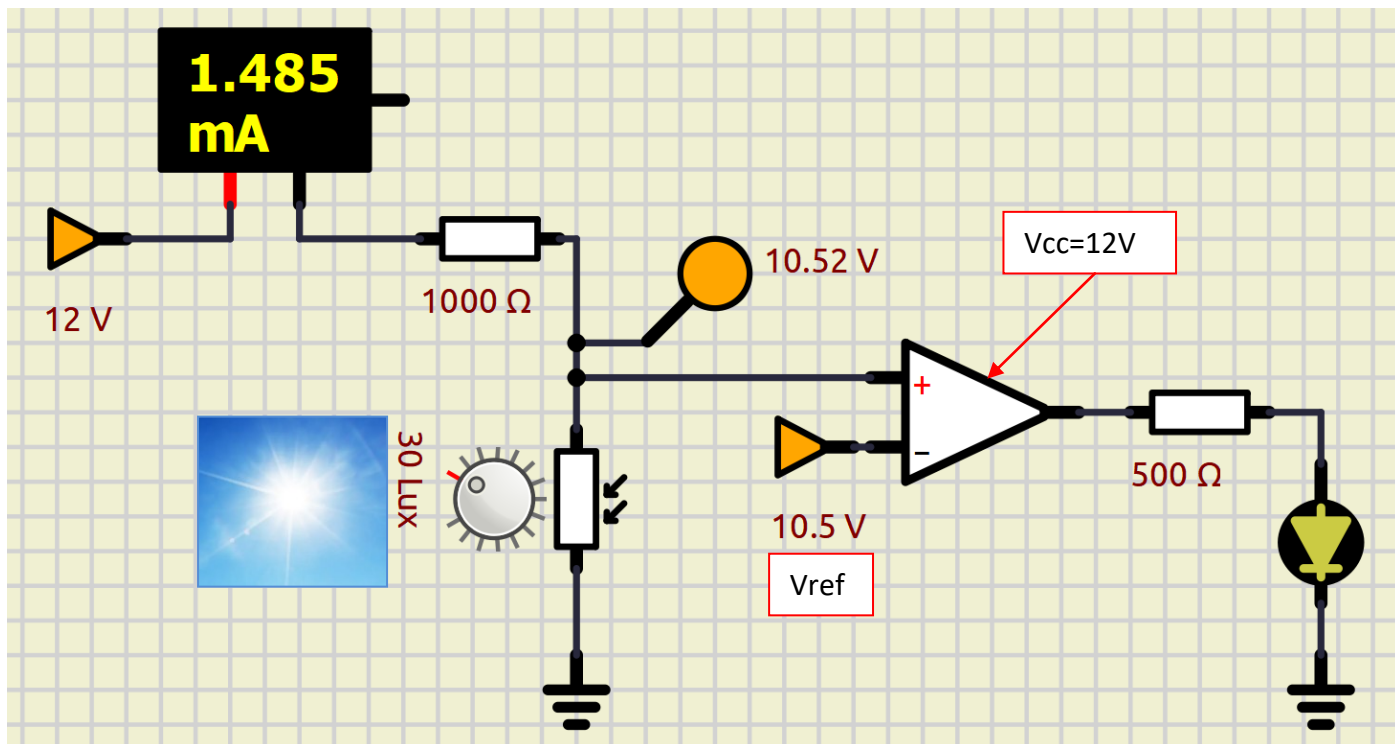 1.485
mA
12 V
1000 Ω
10.52 V
Vcc=12V
+
−
30 Lux
10.5 V
Vref
500 Ω